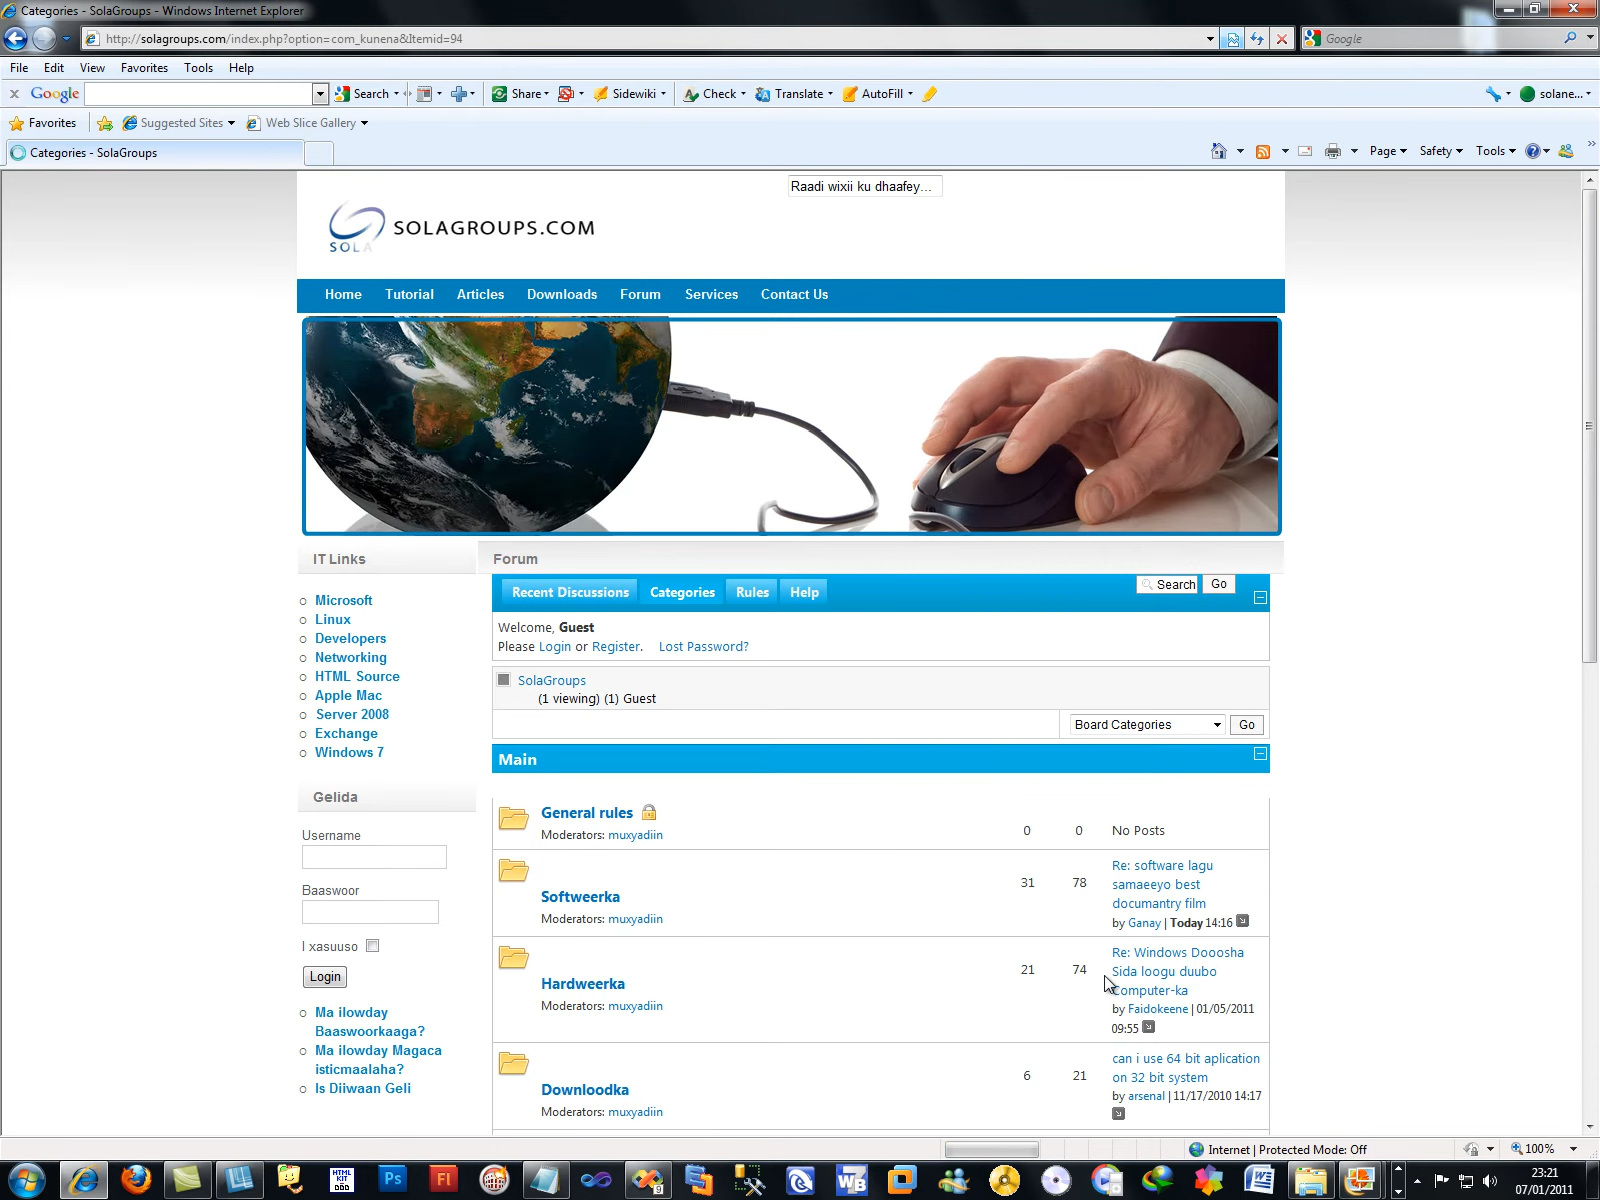 Categories - SolaGroups - Windows Internet Explorer
http://solagroups.com/index.php?option=com_kunena&Itemid=94
Google
File Edit View Favorites Tools Help
x Google Search Share Sidewiki Check Translate AutoFill solane...
Favorites Suggested Sites Web Slice Gallery
Categories - SolaGroups
Page Safety Tools
Raadi wixii ku dhaafey...
SOLA
SOLAGROUPS.COM
Home Tutorial Articles Downloads Forum Services Contact Us
IT Links
Microsoft
Linux
Developers
Networking
HTML Source
Apple Mac
Server 2008
Exchange
Windows 7
Gelida
Username
Baaswoor
I xasuuso
Login
Ma ilowday
Baaswoorkaaga?
Ma ilowday Magaca
isticmaalaha?
Is Diiwaan Geli
Forum
Recent Discussions Categories Rules Help
Search Go
Welcome, Guest
Please Login or Register. Lost Password?
SolaGroups
(1 viewing) (1) Guest
Board Categories Go
Main
General rules
Moderators: muxyadiin
0 0 No Posts
Softweerka
Moderators: muxyadiin
31 78
Re: software lagu
samaeeyo best
documantry film
by Ganay | Today 14:16
Hardweerka
Moderators: muxyadiin
21 74
Re: Windows Dooosha
Sida loogu duubo
Computer-ka
by Faidokeene | 01/05/2011
09:55
Downloodka
Moderators: muxyadiin
6 21
can i use 64 bit aplication
on 32 bit system
by arsenal | 11/17/2010 14:17
Internet | Protected Mode: Off
100%
HTML
KIT
Ps
Fl
9
WB
W
23:21
07/01/2011